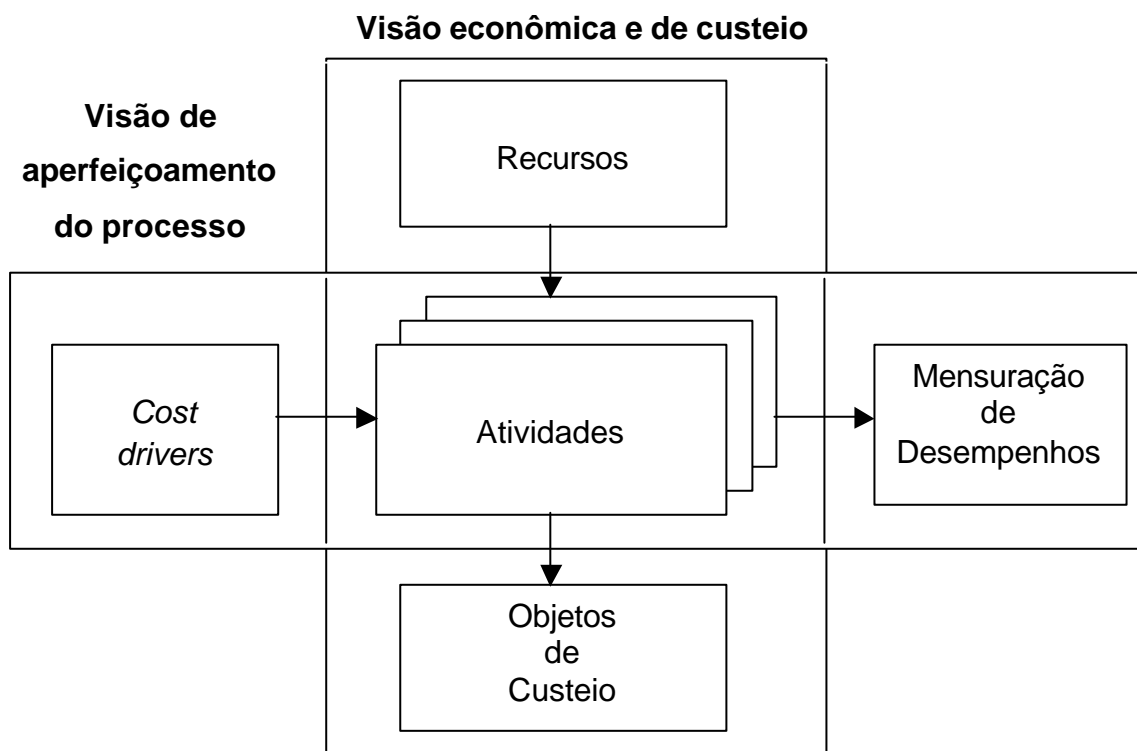 Visão econômica e de custeio
Visão de
aperfeiçoamento
do processo
Recursos
Cost
drivers
Atividades
Mensuração
de
Desempenhos
Objetos
de
Custeio